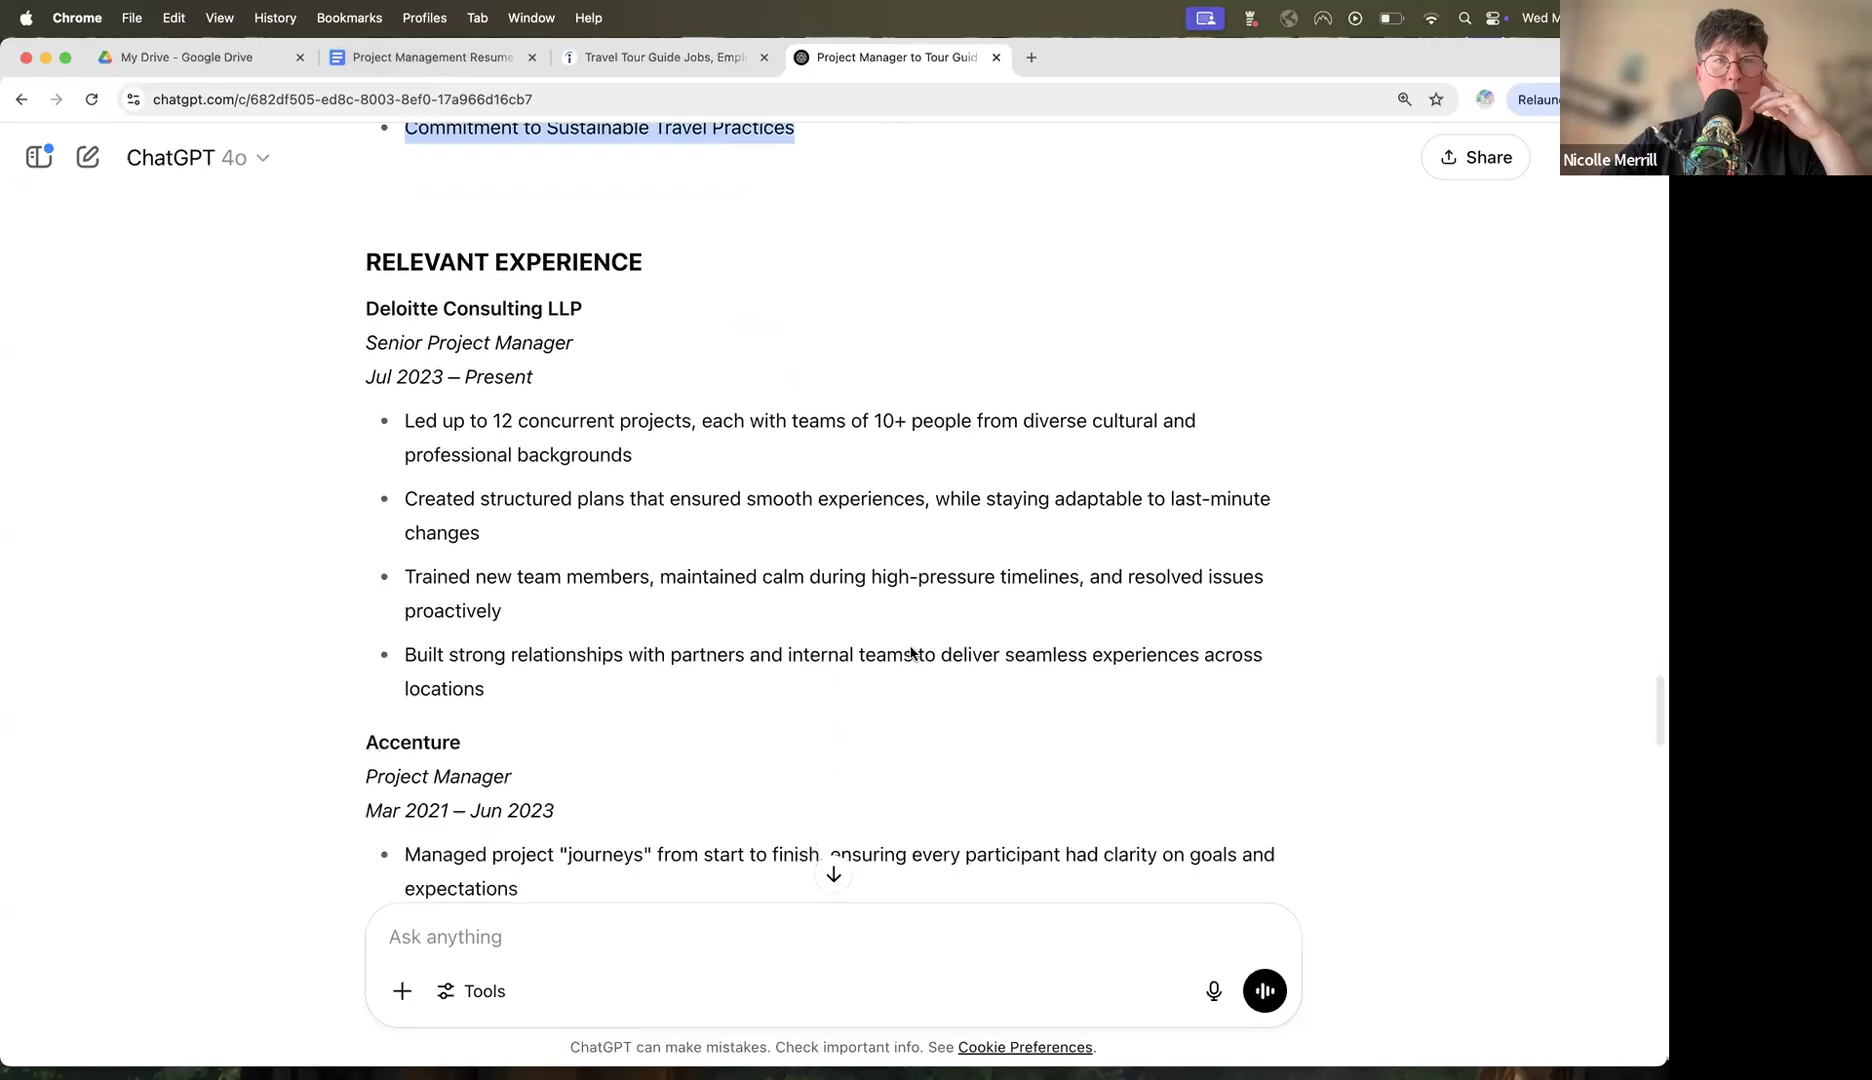 Chrome File Edit View History Bookmarks Profiles Tab Window Help Wed M
My Drive - Google Drive Project Management Resume Travel Tour Guide Jobs, Empl Project Manager to Tour Guid
chatgpt.com/c/682df505-ed8c-8003-8ef0-17a966d16cb7 Relaun
Commitment to Sustainable Travel Practices
ChatGPT 4o Share
Nicolle Merrill
RELEVANT EXPERIENCE
Deloitte Consulting LLP
Senior Project Manager
Jul 2023 – Present
• Led up to 12 concurrent projects, each with teams of 10+ people from diverse cultural and
professional backgrounds
• Created structured plans that ensured smooth experiences, while staying adaptable to last-minute
changes
• Trained new team members, maintained calm during high-pressure timelines, and resolved issues
proactively
• Built strong relationships with partners and internal teams to deliver seamless experiences across
locations
Accenture
Project Manager
Mar 2021 – Jun 2023
• Managed project "journeys" from start to finish, ensuring every participant had clarity on goals and
expectations
Ask anything
Tools
ChatGPT can make mistakes. Check important info. See Cookie Preferences.